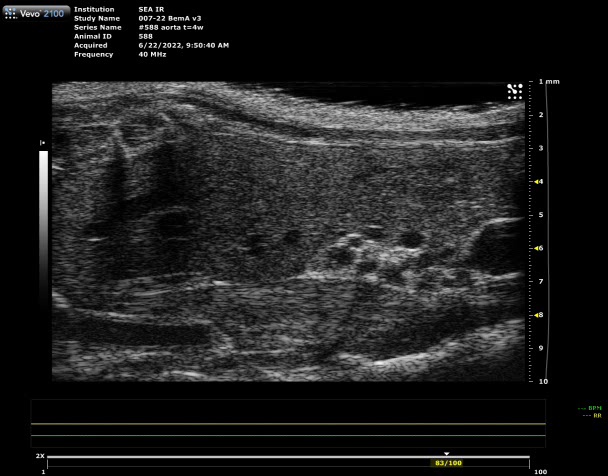 Vevo 2100
Institution SEA IR
Study Name 007-22 BemA v3
Series Name #588 aorta t=4w
Animal ID 588
Acquired 6/22/2022, 9:50:40 AM
Frequency 40 MHz
1 mm
2
3
4
5
6
7
8
9
10
--- BPM
--- RR
2X
83/100
1
100